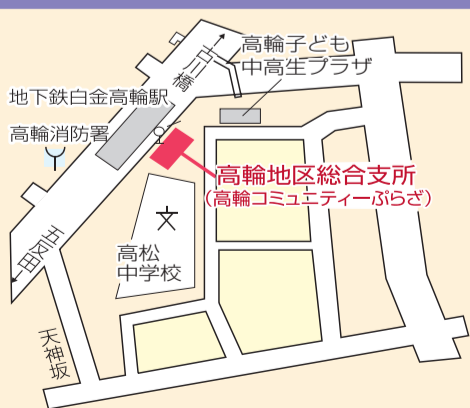 古川橋
高輪子ども
中高生プラザ
地下鉄白金高輪駅
高輪消防署
高輪地区総合支所
(高輪コミュニティーぷらざ)
高松
中学校
五反田
天神坂